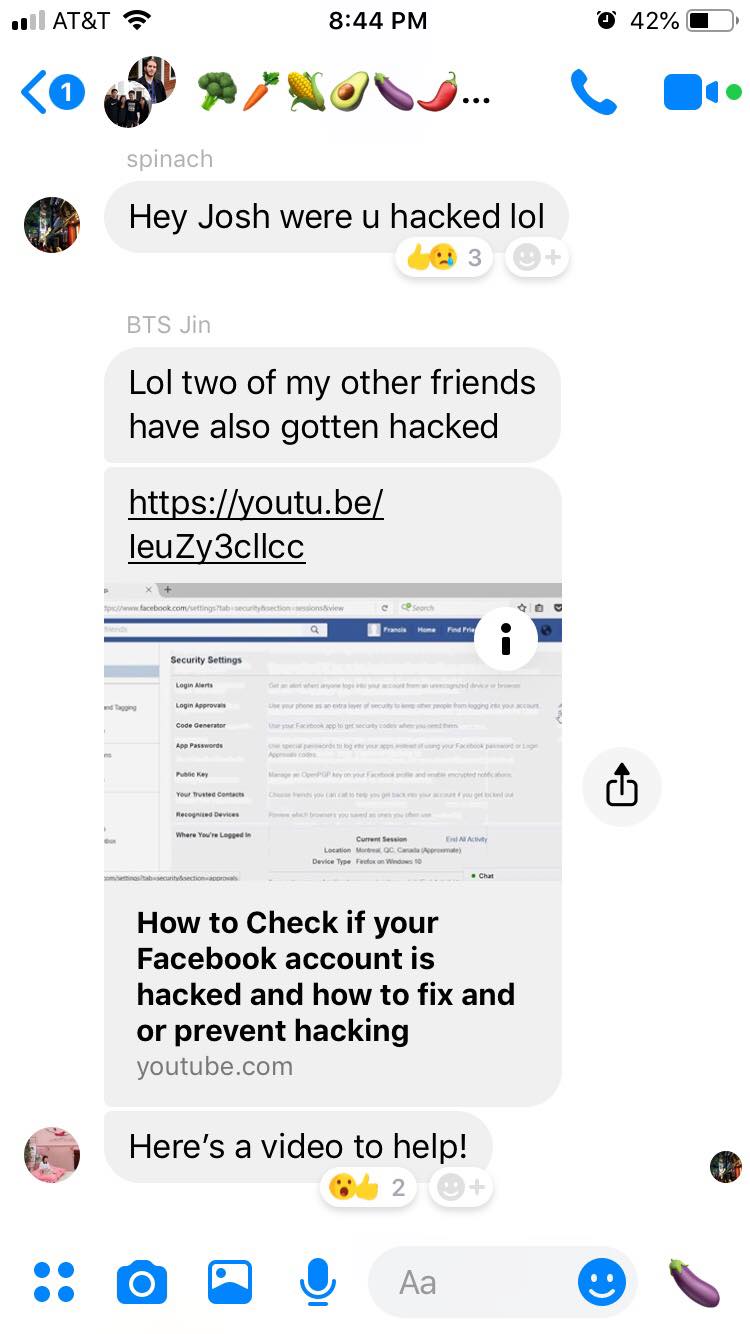 AT&T 8:44 PM 42%
1
spinach
Hey Josh were u hacked lol
3
BTS Jin
Lol two of my other friends
have also gotten hacked
https://youtu.be/
IeuZy3cllcc
tps://www.facebook.com/settings?tab=security&section=sessions&view
Search
friends
Francis Home Find Frie
Security Settings
Login Alerts Get an alert when anyone logs into your account from an unrecognized device or browser.
nd Tagging
Login Approvals Use your phone as an extra layer of security to keep other people from logging into your account.
Code Generator Use your Facebook app to get security codes when you need them.
App Passwords Use special passwords to log into your apps instead of using your Facebook password or Login
Approvals codes.
Public Key Manage an OpenPGP key on your Facebook profile and enable encrypted notifications.
Your Trusted Contacts Choose friends you can call to help you get back into your account if you get locked out.
Recognized Devices Review which browsers you saved as ones you often use.
Where You're Logged In
Current Session End All Activity
Location Montreal, QC, Canada (Approximate)
Device Type Firefox on Windows 10
Chat
com/settings?tab=security&section=approvals
How to Check if your
Facebook account is
hacked and how to fix and
or prevent hacking
youtube.com
Here's a video to help!
2
Aa